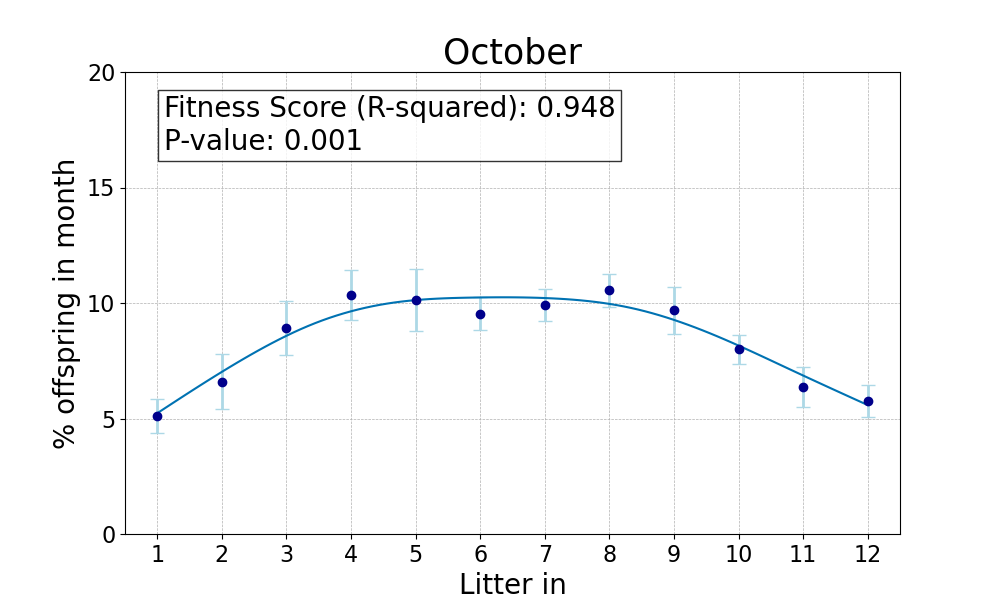 October
Fitness Score (R-squared): 0.948
P-value: 0.001
% offspring in month
20
15
10
5
0
1 2 3 4 5 6 7 8 9 10 11 12
Litter in